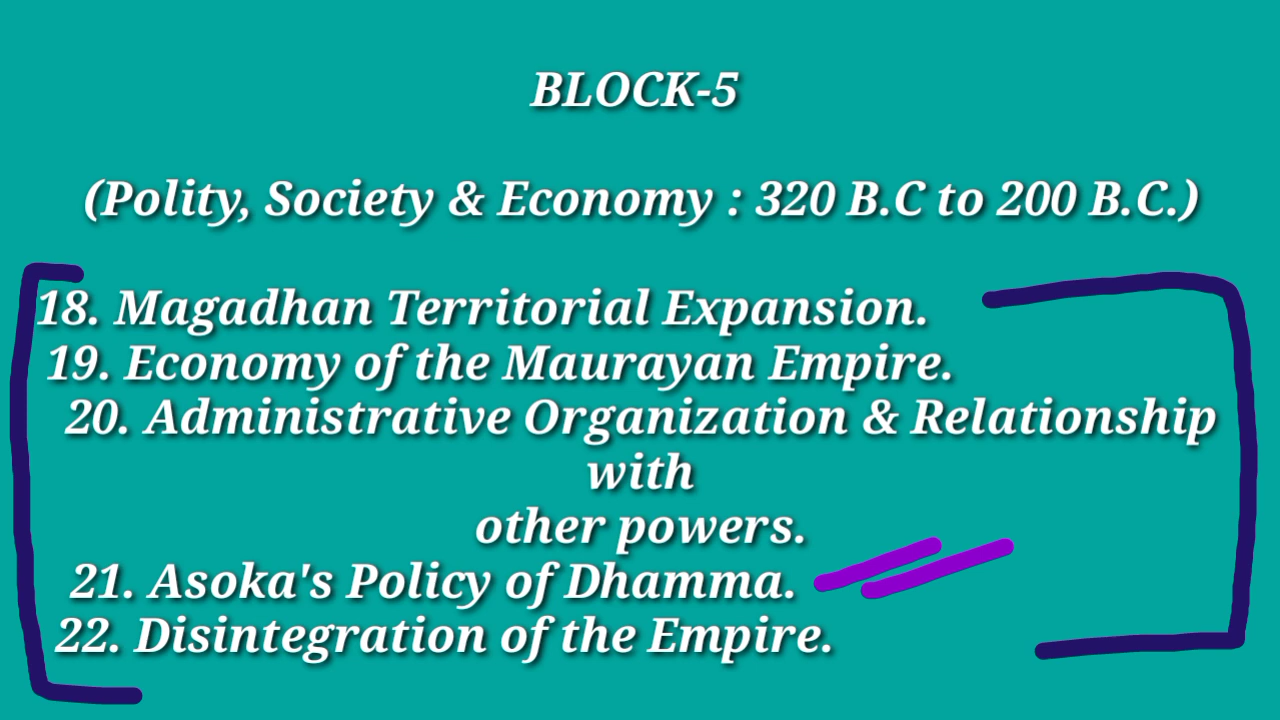 BLOCK-5
(Polity, Society & Economy : 320 B.C to 200 B.C.)
18. Magadhan Territorial Expansion.
19. Economy of the Maurayan Empire.
20. Administrative Organization & Relationship
with
other powers.
21. Asoka's Policy of Dhamma.
22. Disintegration of the Empire.